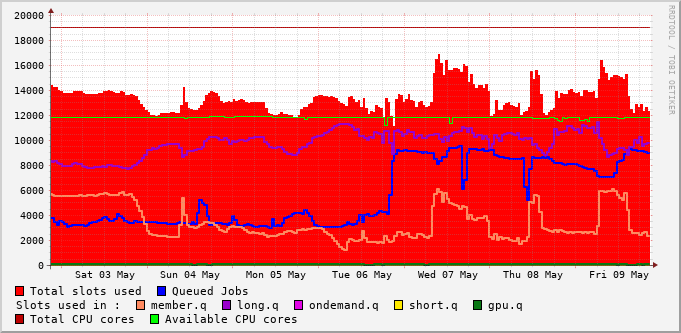 20000
18000
16000
14000
12000
10000
8000
6000
4000
2000
0
Sat 03 May Sun 04 May Mon 05 May Tue 06 May Wed 07 May Thu 08 May Fri 09 May
RRDTOOL / TOBI OETIKER
Total slots used Queued Jobs
Slots used in : member.q long.q ondemand.q short.q gpu.q
Total CPU cores Available CPU cores